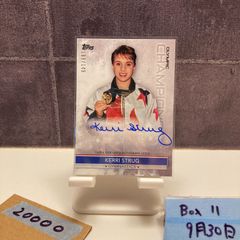 Topps
OLYMPIC
CHAMPIONS
Kerri Strug
KERRI STRUG
20000
Box 11
9月30日